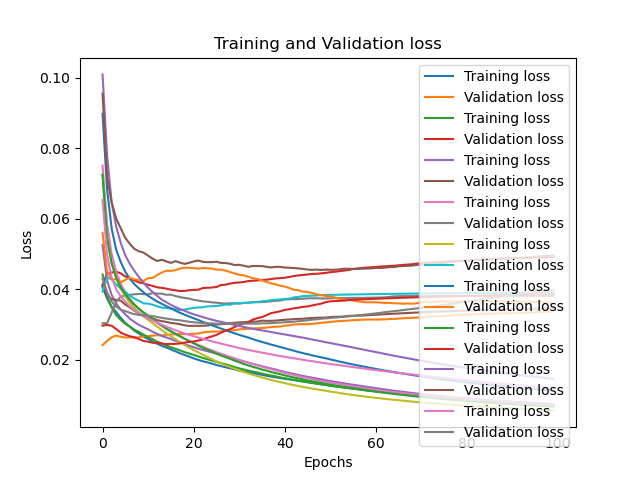 Training and Validation loss
Loss
0.10
0.08
0.06
0.04
0.02
0
20
40
60
80
100
Epochs
Training loss
Validation loss
Training loss
Validation loss
Training loss
Validation loss
Training loss
Validation loss
Training loss
Validation loss
Training loss
Validation loss
Training loss
Validation loss
Training loss
Validation loss
Training loss
Validation loss